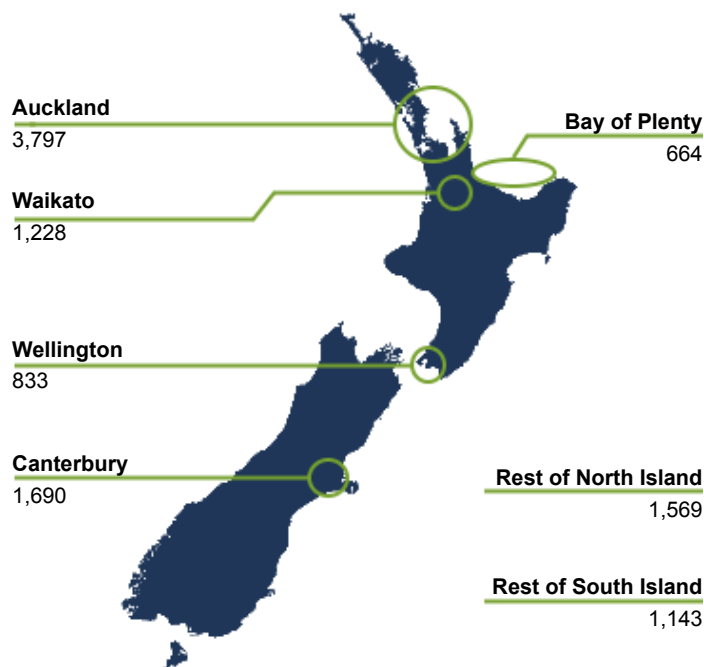 Auckland
3,797
Bay of Plenty
664
Waikato
1,228
Wellington
833
Canterbury
1,690
Rest of North Island
1,569
Rest of South Island
1,143